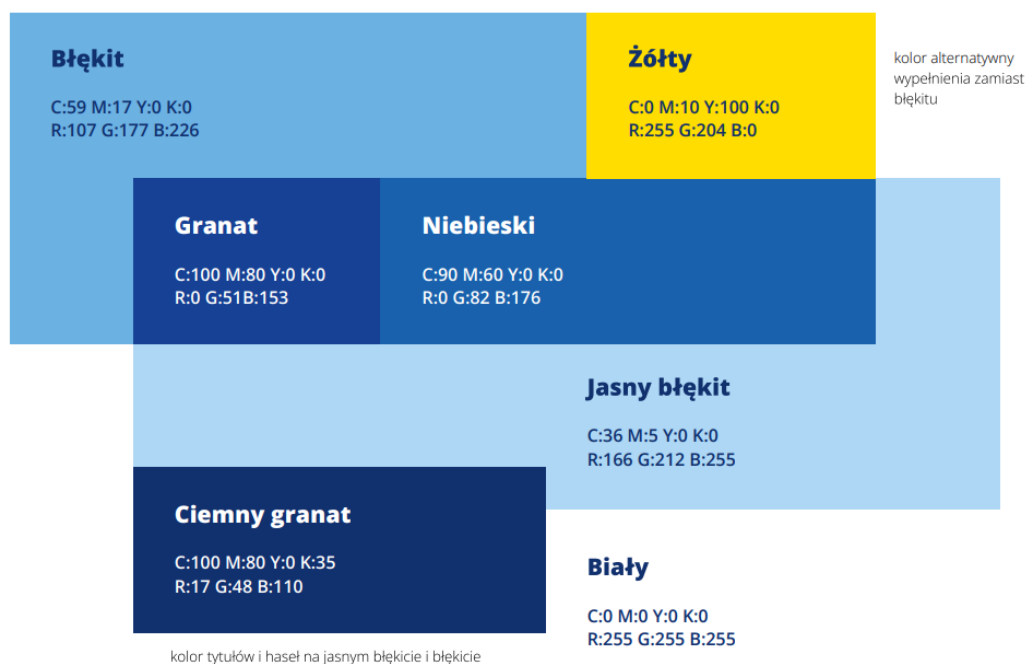 Błękit
C:59 M:17 Y:0 K:0
R:107 G:177 B:226
Żółty
C:0 M:10 Y:100 K:0
R:255 G:204 B:0
kolor alternatywny
wypełnienia zamiast
błękitu
Granat
C:100 M:80 Y:0 K:0
R:0 G:51B:153
Niebieski
C:90 M:60 Y:0 K:0
R:0 G:82 B:176
Jasny błękit
C:36 M:5 Y:0 K:0
R:166 G:212 B:255
Ciemny granat
C:100 M:80 Y:0 K:35
R:17 G:48 B:110
Biały
C:0 M:0 Y:0 K:0
R:255 G:255 B:255
kolor tytułów i haseł na jasnym błękicie i błękicie